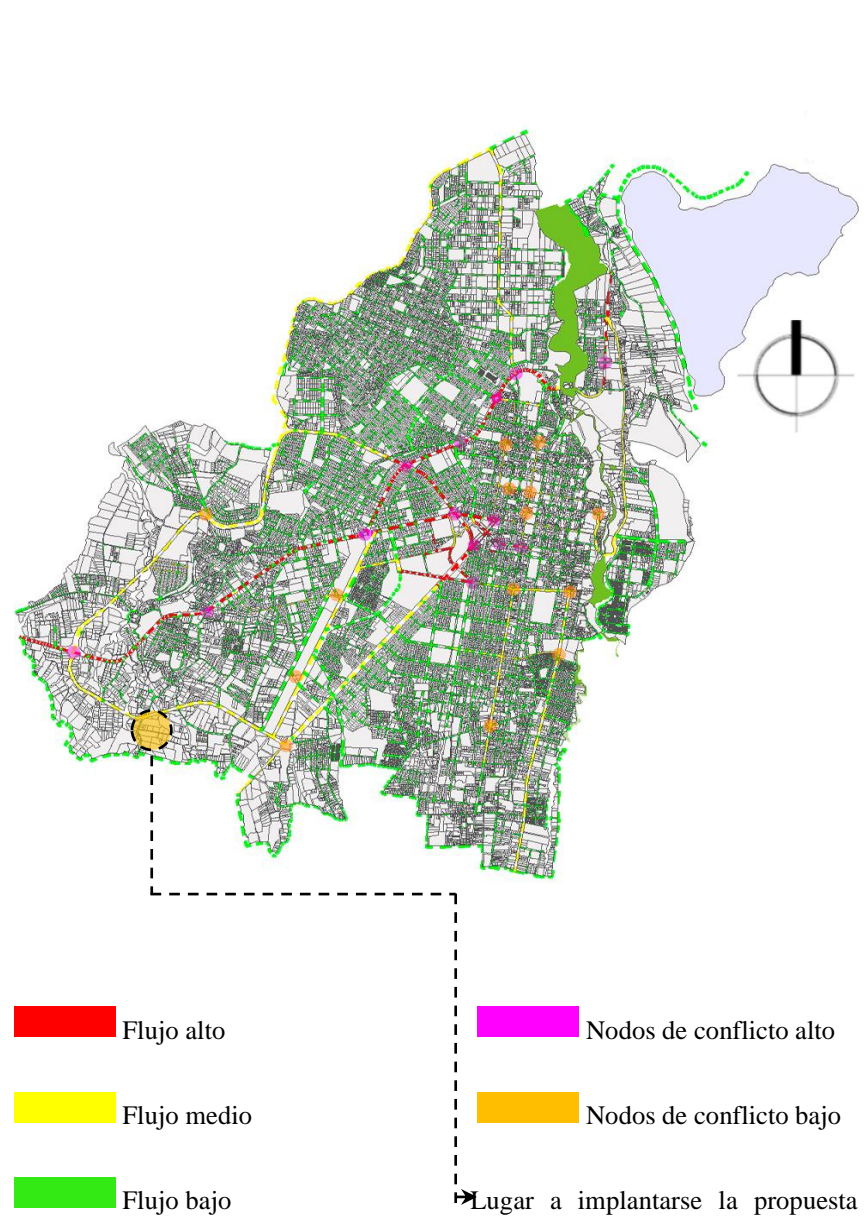 Flujo alto
Nodos de conflicto alto
Flujo medio
Nodos de conflicto bajo
Flujo bajo
Lugar a implantarse la propuesta